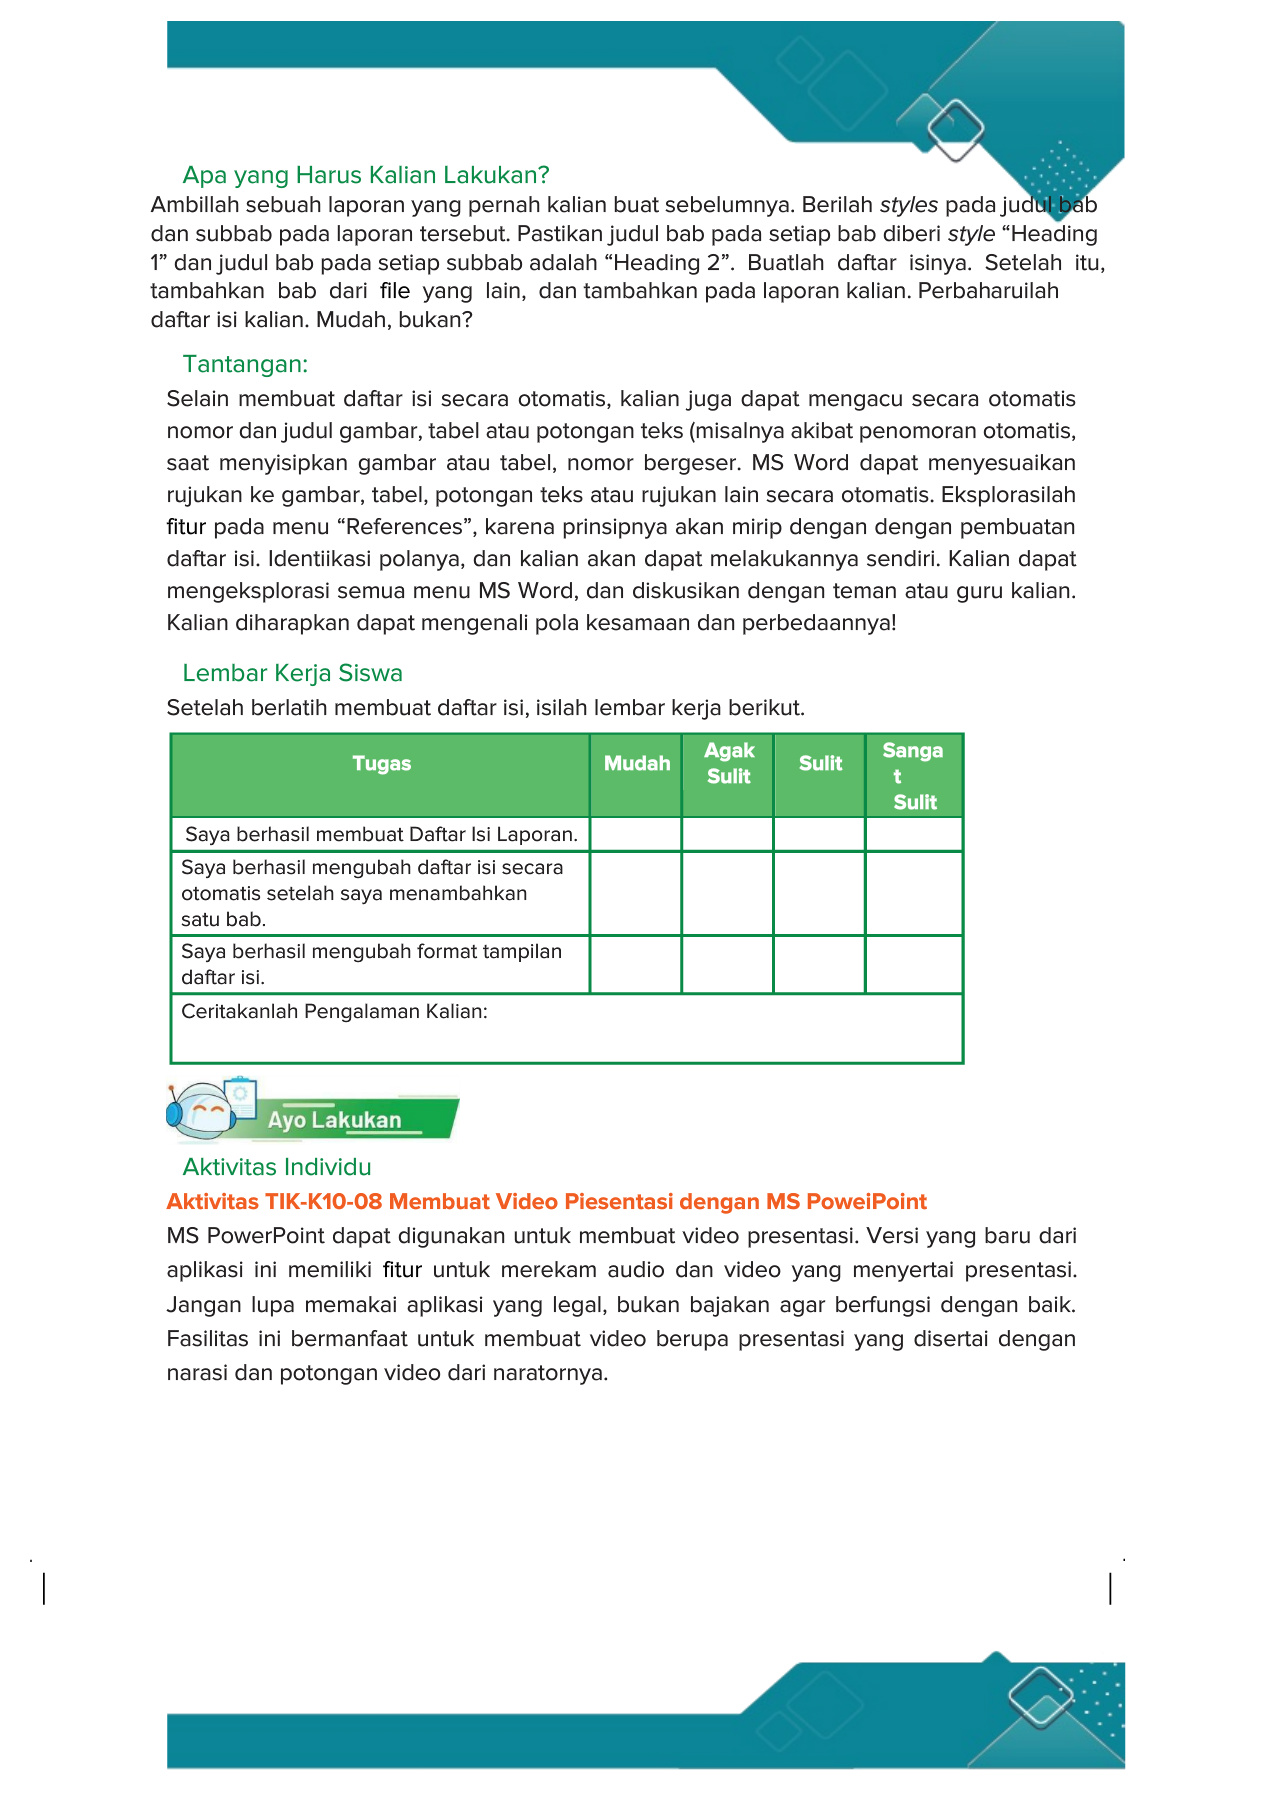 Apa yang Harus Kalian Lakukan?
Ambillah sebuah laporan yang pernah kalian buat sebelumnya. Berilah styles pada judul bab
dan subbab pada laporan tersebut. Pastikan judul bab pada setiap bab diberi style “Heading
1” dan judul bab pada setiap subbab adalah “Heading 2”. Buatlah daftar isinya. Setelah itu,
tambahkan bab dari file yang lain, dan tambahkan pada laporan kalian. Perbaharuilah
daftar isi kalian. Mudah, bukan?
Tantangan:
Selain membuat daftar isi secara otomatis, kalian juga dapat mengacu secara otomatis
nomor dan judul gambar, tabel atau potongan teks (misalnya akibat penomoran otomatis,
saat menyisipkan gambar atau tabel, nomor bergeser. MS Word dapat menyesuaikan
rujukan ke gambar, tabel, potongan teks atau rujukan lain secara otomatis. Eksplorasilah
fitur pada menu “References”, karena prinsipnya akan mirip dengan dengan pembuatan
daftar isi. Identiikasi polanya, dan kalian akan dapat melakukannya sendiri. Kalian dapat
mengeksplorasi semua menu MS Word, dan diskusikan dengan teman atau guru kalian.
Kalian diharapkan dapat mengenali pola kesamaan dan perbedaannya!
Lembar Kerja Siswa
Setelah berlatih membuat daftar isi, isilah lembar kerja berikut.
Tugas
Mudah
Agak
Sulit
Sulit
Sanga
t
Sulit
Saya berhasil membuat Daftar Isi Laporan.
Saya berhasil mengubah daftar isi secara
otomatis setelah saya menambahkan
satu bab.
Saya berhasil mengubah format tampilan
daftar isi.
Ceritakanlah Pengalaman Kalian:
Ayo Lakukan
Aktivitas Individu
Aktivitas TIK-K10-08 Membuat Video Piesentasi dengan MS PoweiPoint
MS PowerPoint dapat digunakan untuk membuat video presentasi. Versi yang baru dari
aplikasi ini memiliki fitur untuk merekam audio dan video yang menyertai presentasi.
Jangan lupa memakai aplikasi yang legal, bukan bajakan agar berfungsi dengan baik.
Fasilitas ini bermanfaat untuk membuat video berupa presentasi yang disertai dengan
narasi dan potongan video dari naratornya.